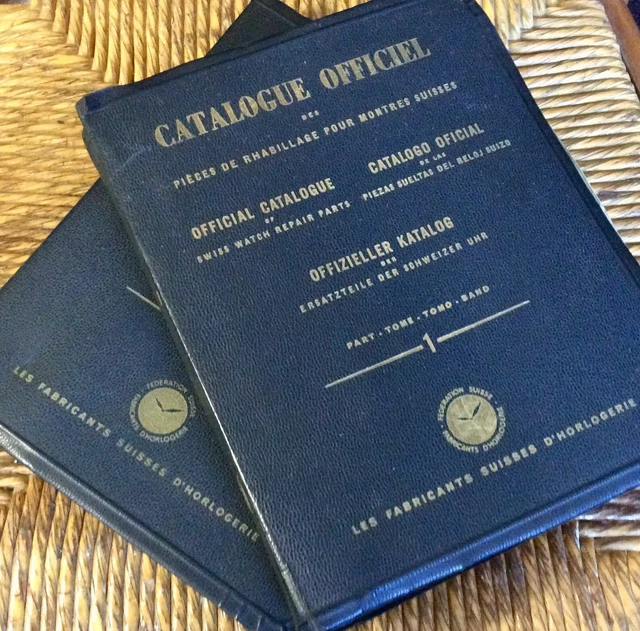 CATALOGUE OFFICIEL
DES
PIÈCES DE RHABILLAGE POUR MONTRES SUISSES
OFFICIAL CATALOGUE
OF
SWISS WATCH REPAIR PARTS
CATALOGO OFICIAL
DE LAS
PIEZAS SUELTAS DEL RELOJ SUIZO
OFFIZIELLER KATALOG
DER
ERSATZTEILE DER SCHWEIZER UHR
PART · TOME · TOMO · BAND
1
FEDERATION SUISSE
FABRICANTS D'HORLOGERIE
LES FABRICANTS SUISSES D'HORLOGERIE
FEDERATION
D'HORLOGERIE
LES FABRICANTS SUISSES D'HORLOGERIE